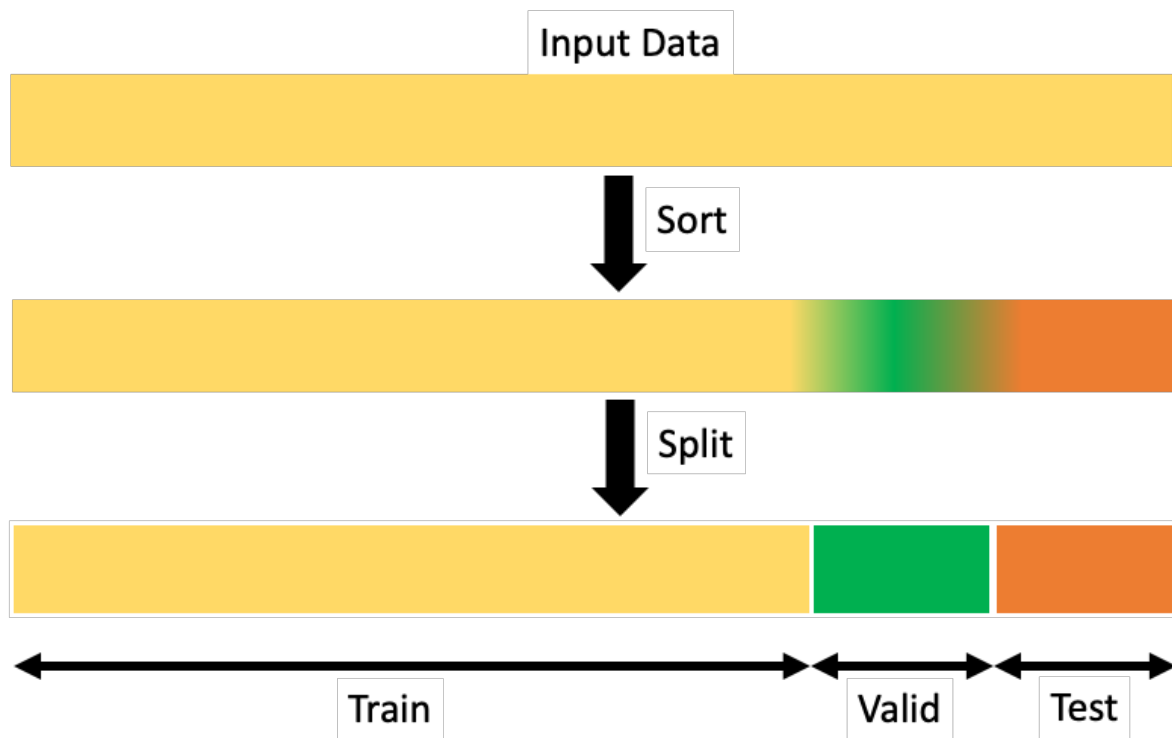 Input Data
Sort
Split
Train
Valid
Test